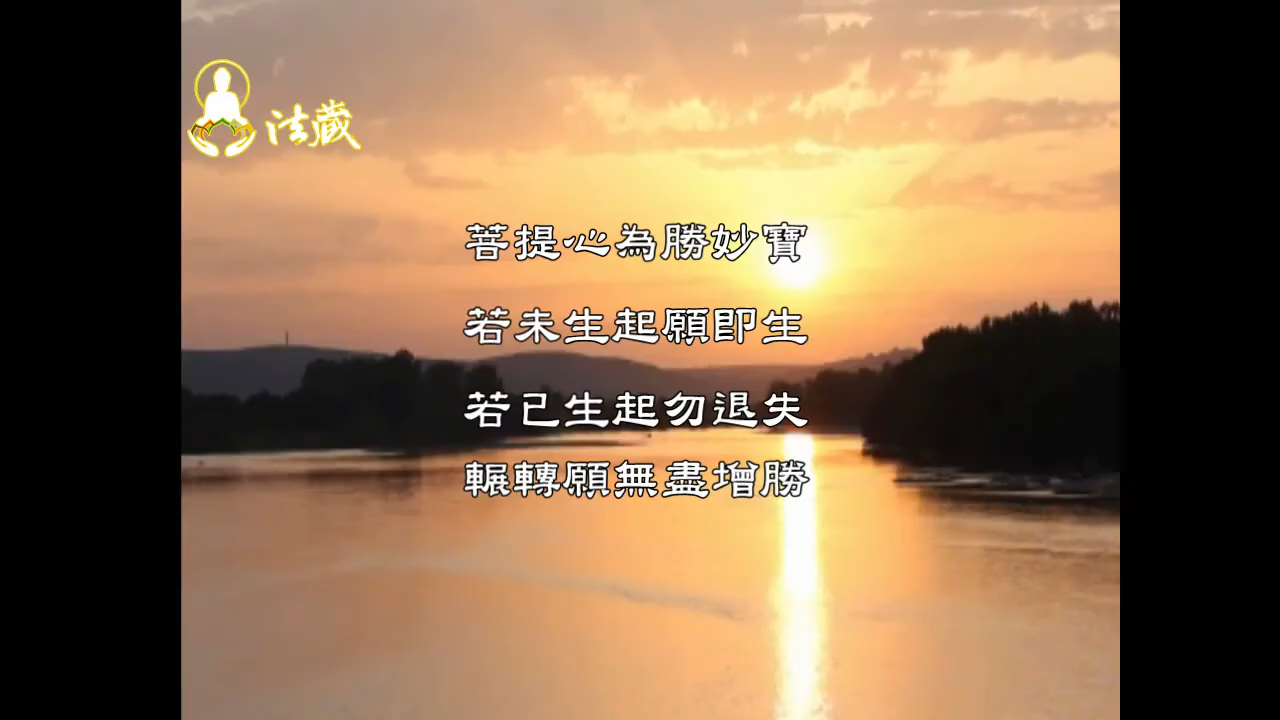 法藏
菩提心為勝妙寶
若未生起願即生
若已生起勿退失
輾轉願無盡增勝